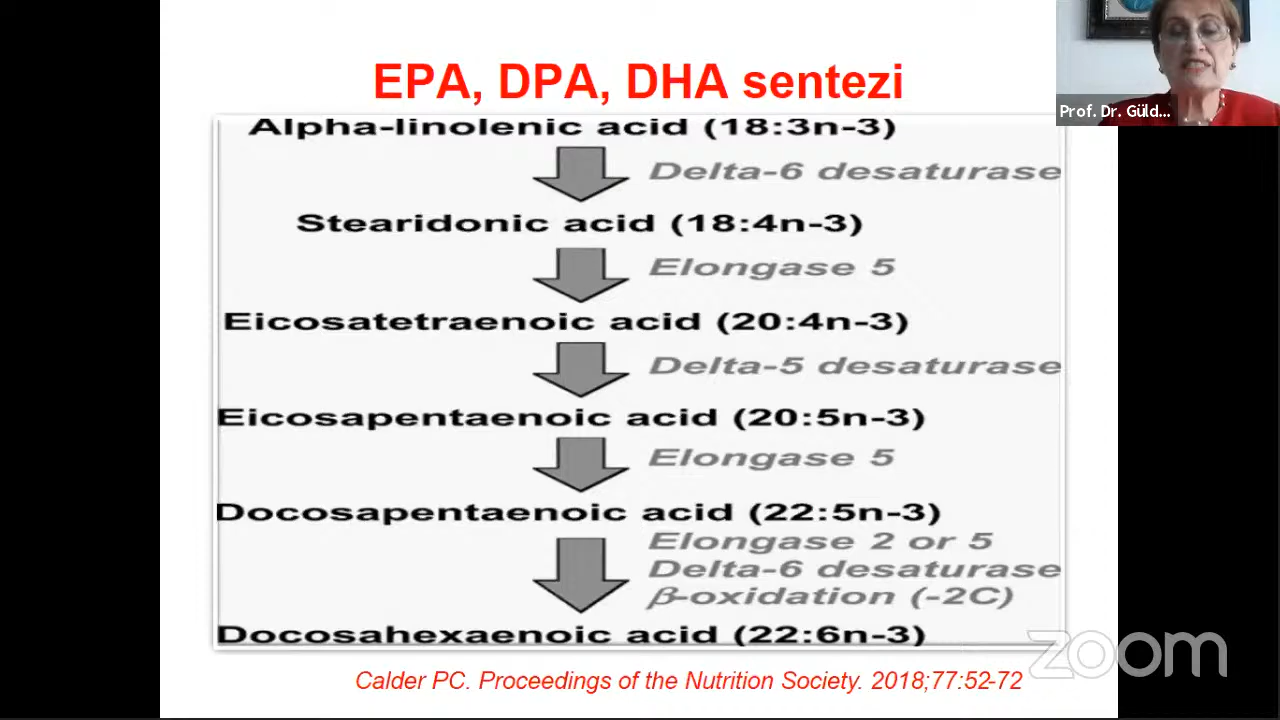 EPA, DPA, DHA sentezi
Prof. Dr. Güld...
Alpha-linolenic acid (18:3n-3)
Delta-6 desaturase
Stearidonic acid (18:4n-3)
Elongase 5
Eicosatetraenoic acid (20:4n-3)
Delta-5 desaturase
Eicosapentaenoic acid (20:5n-3)
Elongase 5
Docosapentaenoic acid (22:5n-3)
Elongase 2 or 5
Delta-6 desaturase
β-oxidation (-2C)
Docosahexaenoic acid (22:6n-3)
zoom
Calder PC. Proceedings of the Nutrition Society. 2018;77:52-72